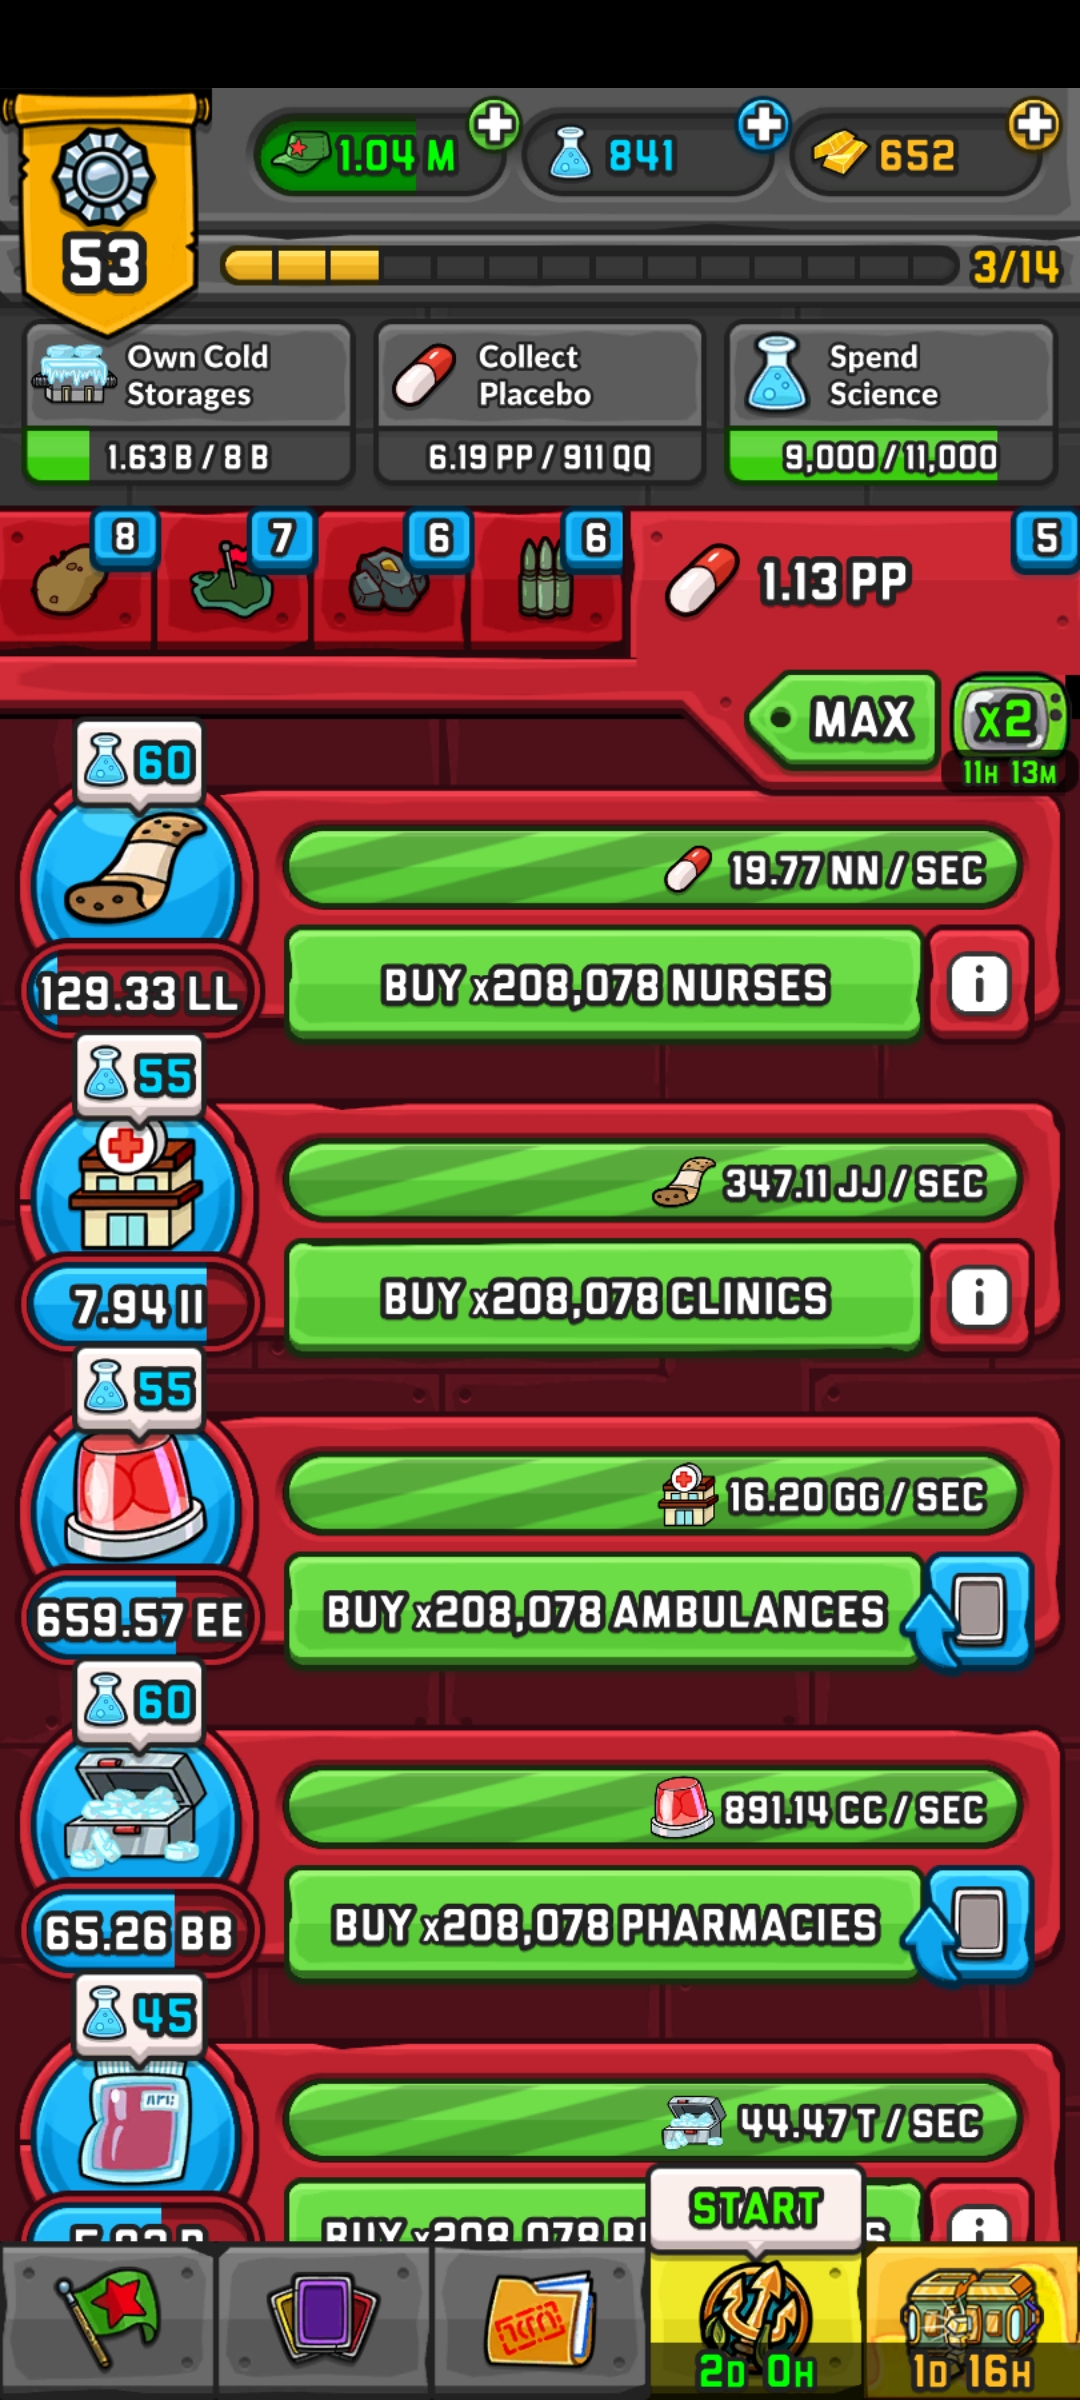 1.04 M
841
652
53
3/14
Own Cold
Storages
1.63 B / 8 B
Collect
Placebo
6.19 PP / 911 QQ
Spend
Science
9,000 / 11,000
8
7
6
6
5
1.13 PP
MAX
x2
11H 13M
60
19.77 NN / SEC
BUY x208,078 NURSES
i
129.33 LL
55
347.11 JJ / SEC
BUY x208,078 CLINICS
i
7.94 II
55
16.20 GG / SEC
BUY x208,078 AMBULANCES
659.57 EE
60
891.14 CC / SEC
BUY x208,078 PHARMACIES
65.26 BB
45
44.47 T / SEC
BUY x208,078
i
START
2D 0H
1D 16H